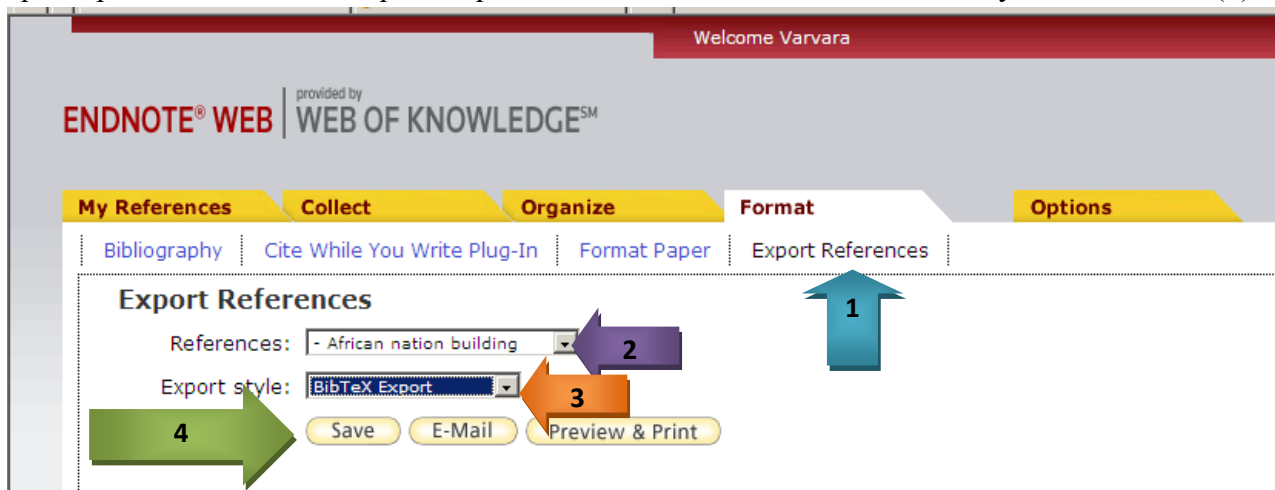 Welcome Varvara
provided by
ENDNOTE® WEB WEB OF KNOWLEDGE℠
My References Collect Organize Format Options
Bibliography Cite While You Write Plug-In Format Paper Export References
1
Export References
References: - African nation building 2
Export style: BibTeX Export 3
4 Save E-Mail Preview & Print